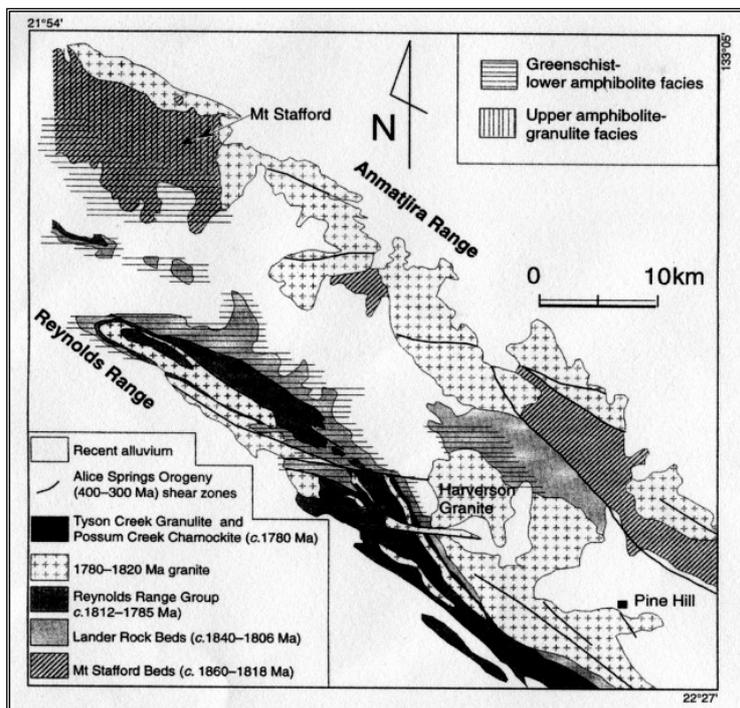 21°54'
133°05'
Greenschist-
lower amphibolite
facies
Upper amphibolite-
granulite facies
Mt Stafford
N
Anmatjira Range
0 10km
Reynolds Range
Recent alluvium
Alice Springs Orogeny
(400–300 Ma) shear zones
Tyson Creek Granulite and
Possum Creek Charnockite (c.1780 Ma)
1780–1820 Ma granite
Reynolds Range Group
c.1812–1785 Ma)
Lander Rock Beds (c.1840–1806 Ma)
Mt Stafford Beds (c. 1860–1818 Ma)
Harverson
Granite
Pine Hill
22°27'